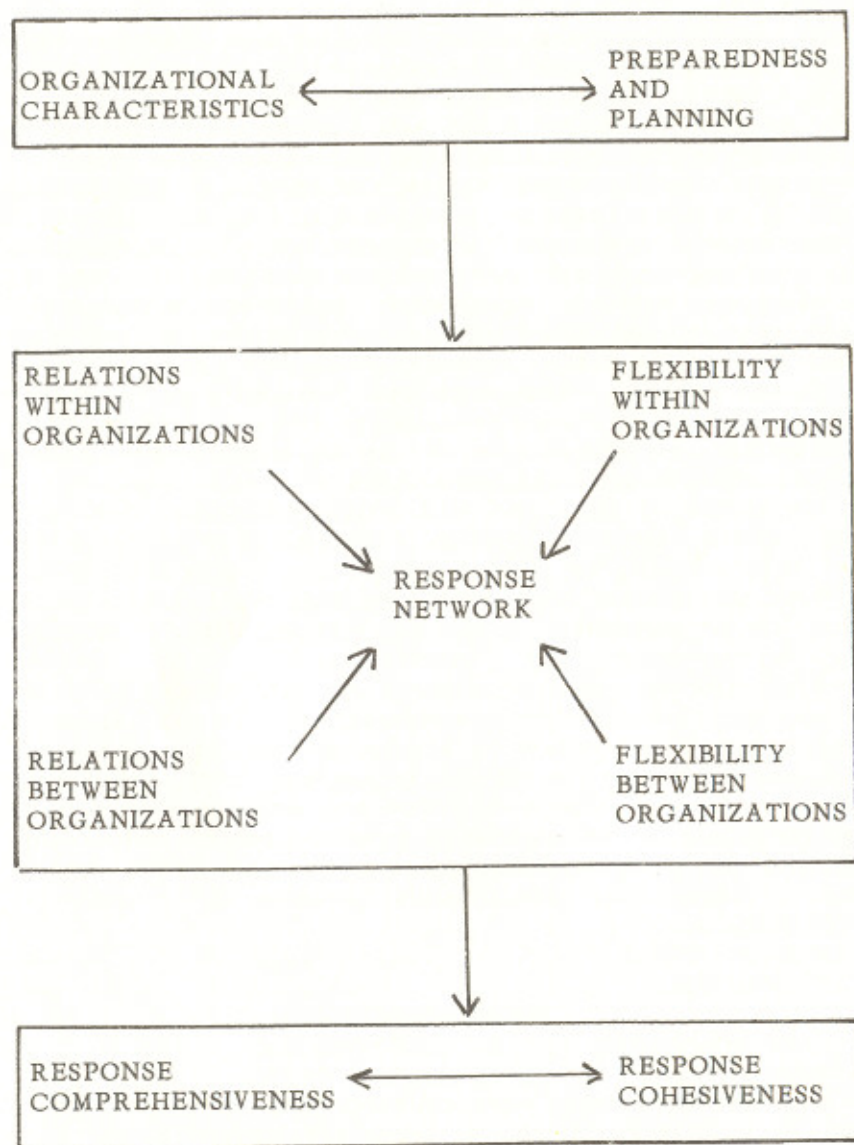 ORGANIZATIONAL
CHARACTERISTICS
PREPAREDNESS
AND
PLANNING
RELATIONS
WITHIN
ORGANIZATIONS
FLEXIBILITY
WITHIN
ORGANIZATIONS
RESPONSE
NETWORK
RELATIONS
BETWEEN
ORGANIZATIONS
FLEXIBILITY
BETWEEN
ORGANIZATIONS
RESPONSE
COMPREHENSIVENESS
RESPONSE
COHESIVENESS